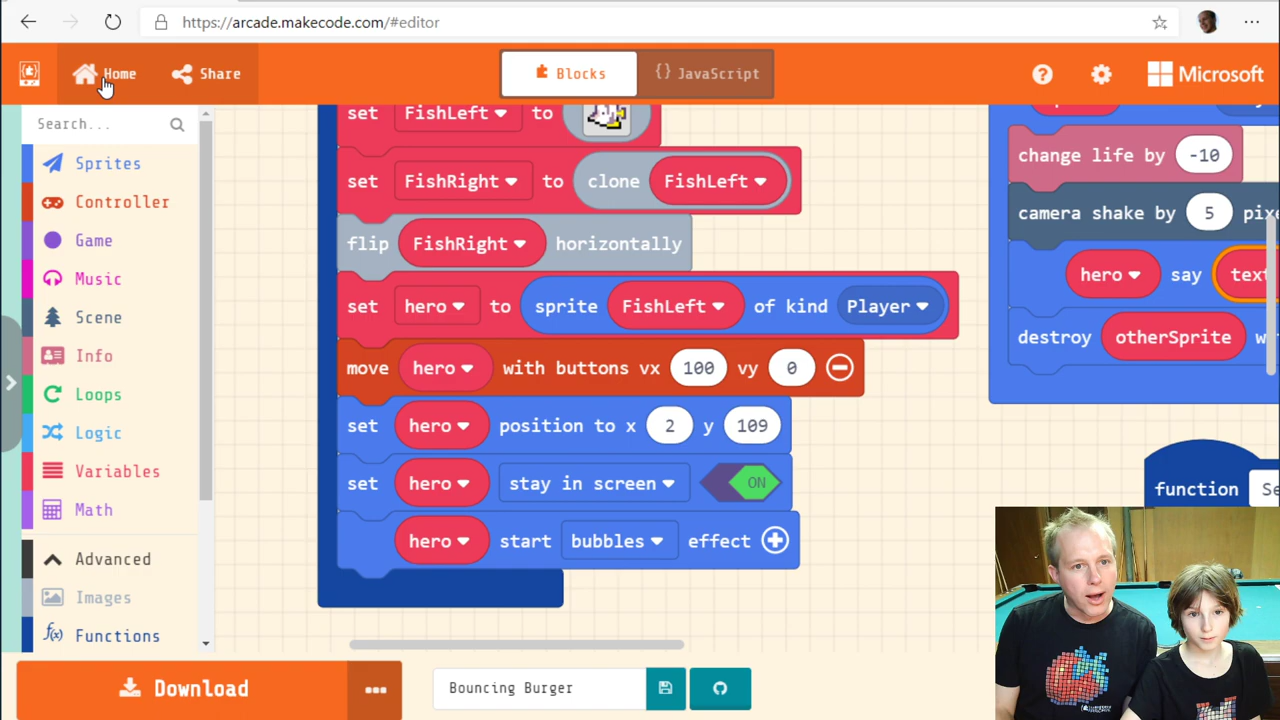 https://arcade.makecode.com/#editor
Home
Share
Blocks
{} JavaScript
Microsoft
Search...
Sprites
Controller
Game
Music
Scene
Info
Loops
Logic
Variables
Math
Advanced
Images
Functions
set FishLeft to
set FishRight to clone FishLeft
flip FishRight horizontally
set hero to sprite FishLeft of kind Player
move hero with buttons vx 100 vy 0
set hero position to x 2 y 109
set hero stay in screen ON
hero start bubbles effect
change life by -10
camera shake by 5
hero say text
destroy otherSprite
function
Download
Bouncing Burger